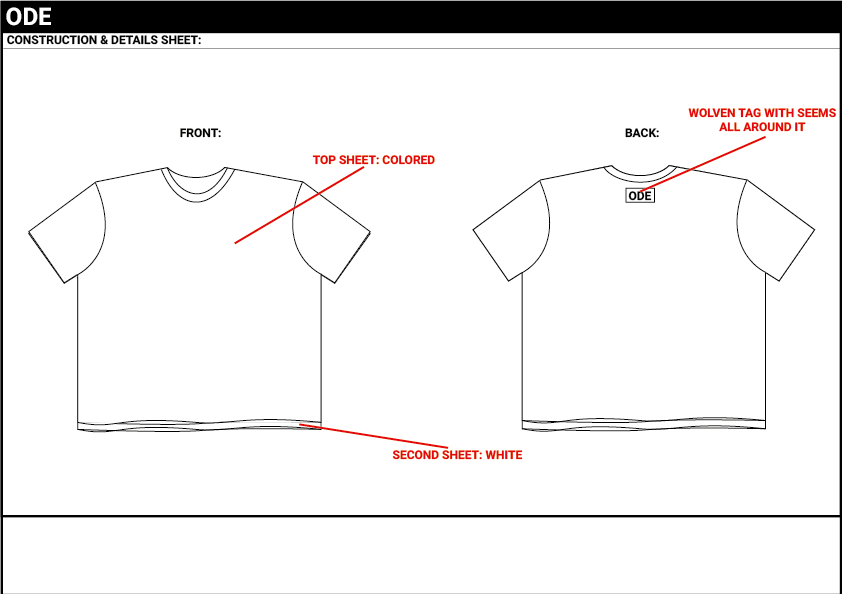 ODE
CONSTRUCTION & DETAILS SHEET:
FRONT:
TOP SHEET: COLORED
SECOND SHEET: WHITE
BACK:
WOLVEN TAG WITH SEEMS
ALL AROUND IT
ODE